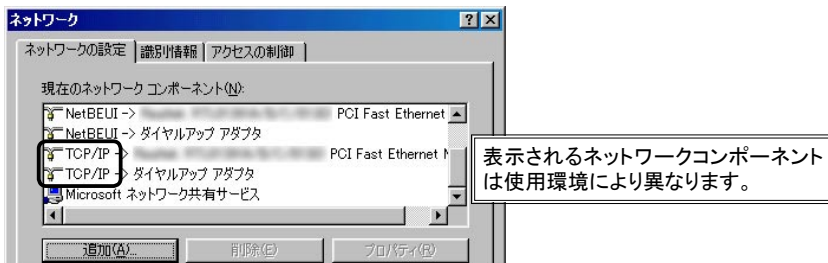 ネットワーク
ネットワークの設定 識別情報 アクセスの制御
現在のネットワーク コンポーネント(N):
NetBEUI -> PCI Fast Ethernet
NetBEUI -> ダイヤルアップ アダプタ
TCP/IP -> PCI Fast Ethernet
TCP/IP -> ダイヤルアップ アダプタ
Microsoft ネットワーク共有サービス
表示されるネットワークコンポーネント
は使用環境により異なります。
追加(A)... 削除(E) プロパティ(R)